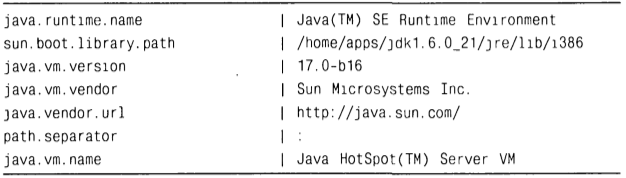 java.runtime.name | Java(TM) SE Runtime Environment
sun.boot.library.path | /home/apps/jdk1.6.0_21/jre/lib/i386
java.vm.version | 17.0-b16
java.vm.vendor | Sun Microsystems Inc.
java.vendor.url | http://java.sun.com/
path.separator | :
java.vm.name | Java HotSpot(TM) Server VM